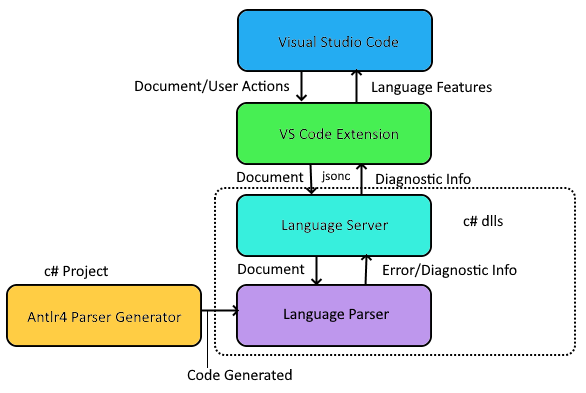 Visual Studio Code
Document/User Actions
Language Features
VS Code Extension
Document
jsonc
Diagnostic Info
Language Server
c# dlls
Document
Error/Diagnostic Info
c# Project
Antlr4 Parser Generator
Language Parser
Code Generated